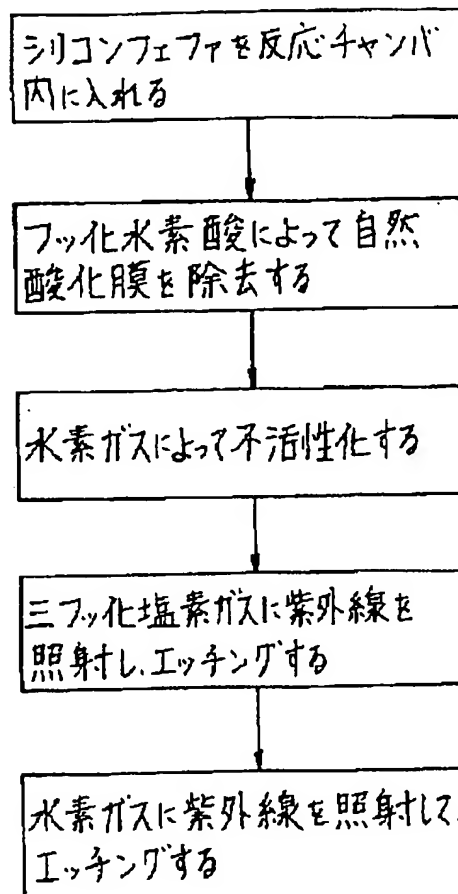 シリコンフェファを反応チャンバ
内に入れる
フッ化水素酸によって自然
酸化膜を除去する
水素ガスによって不活性化する
三フッ化塩素ガスに紫外線を
照射し、エッチングする
水素ガスに紫外線を照射して、
エッチングする